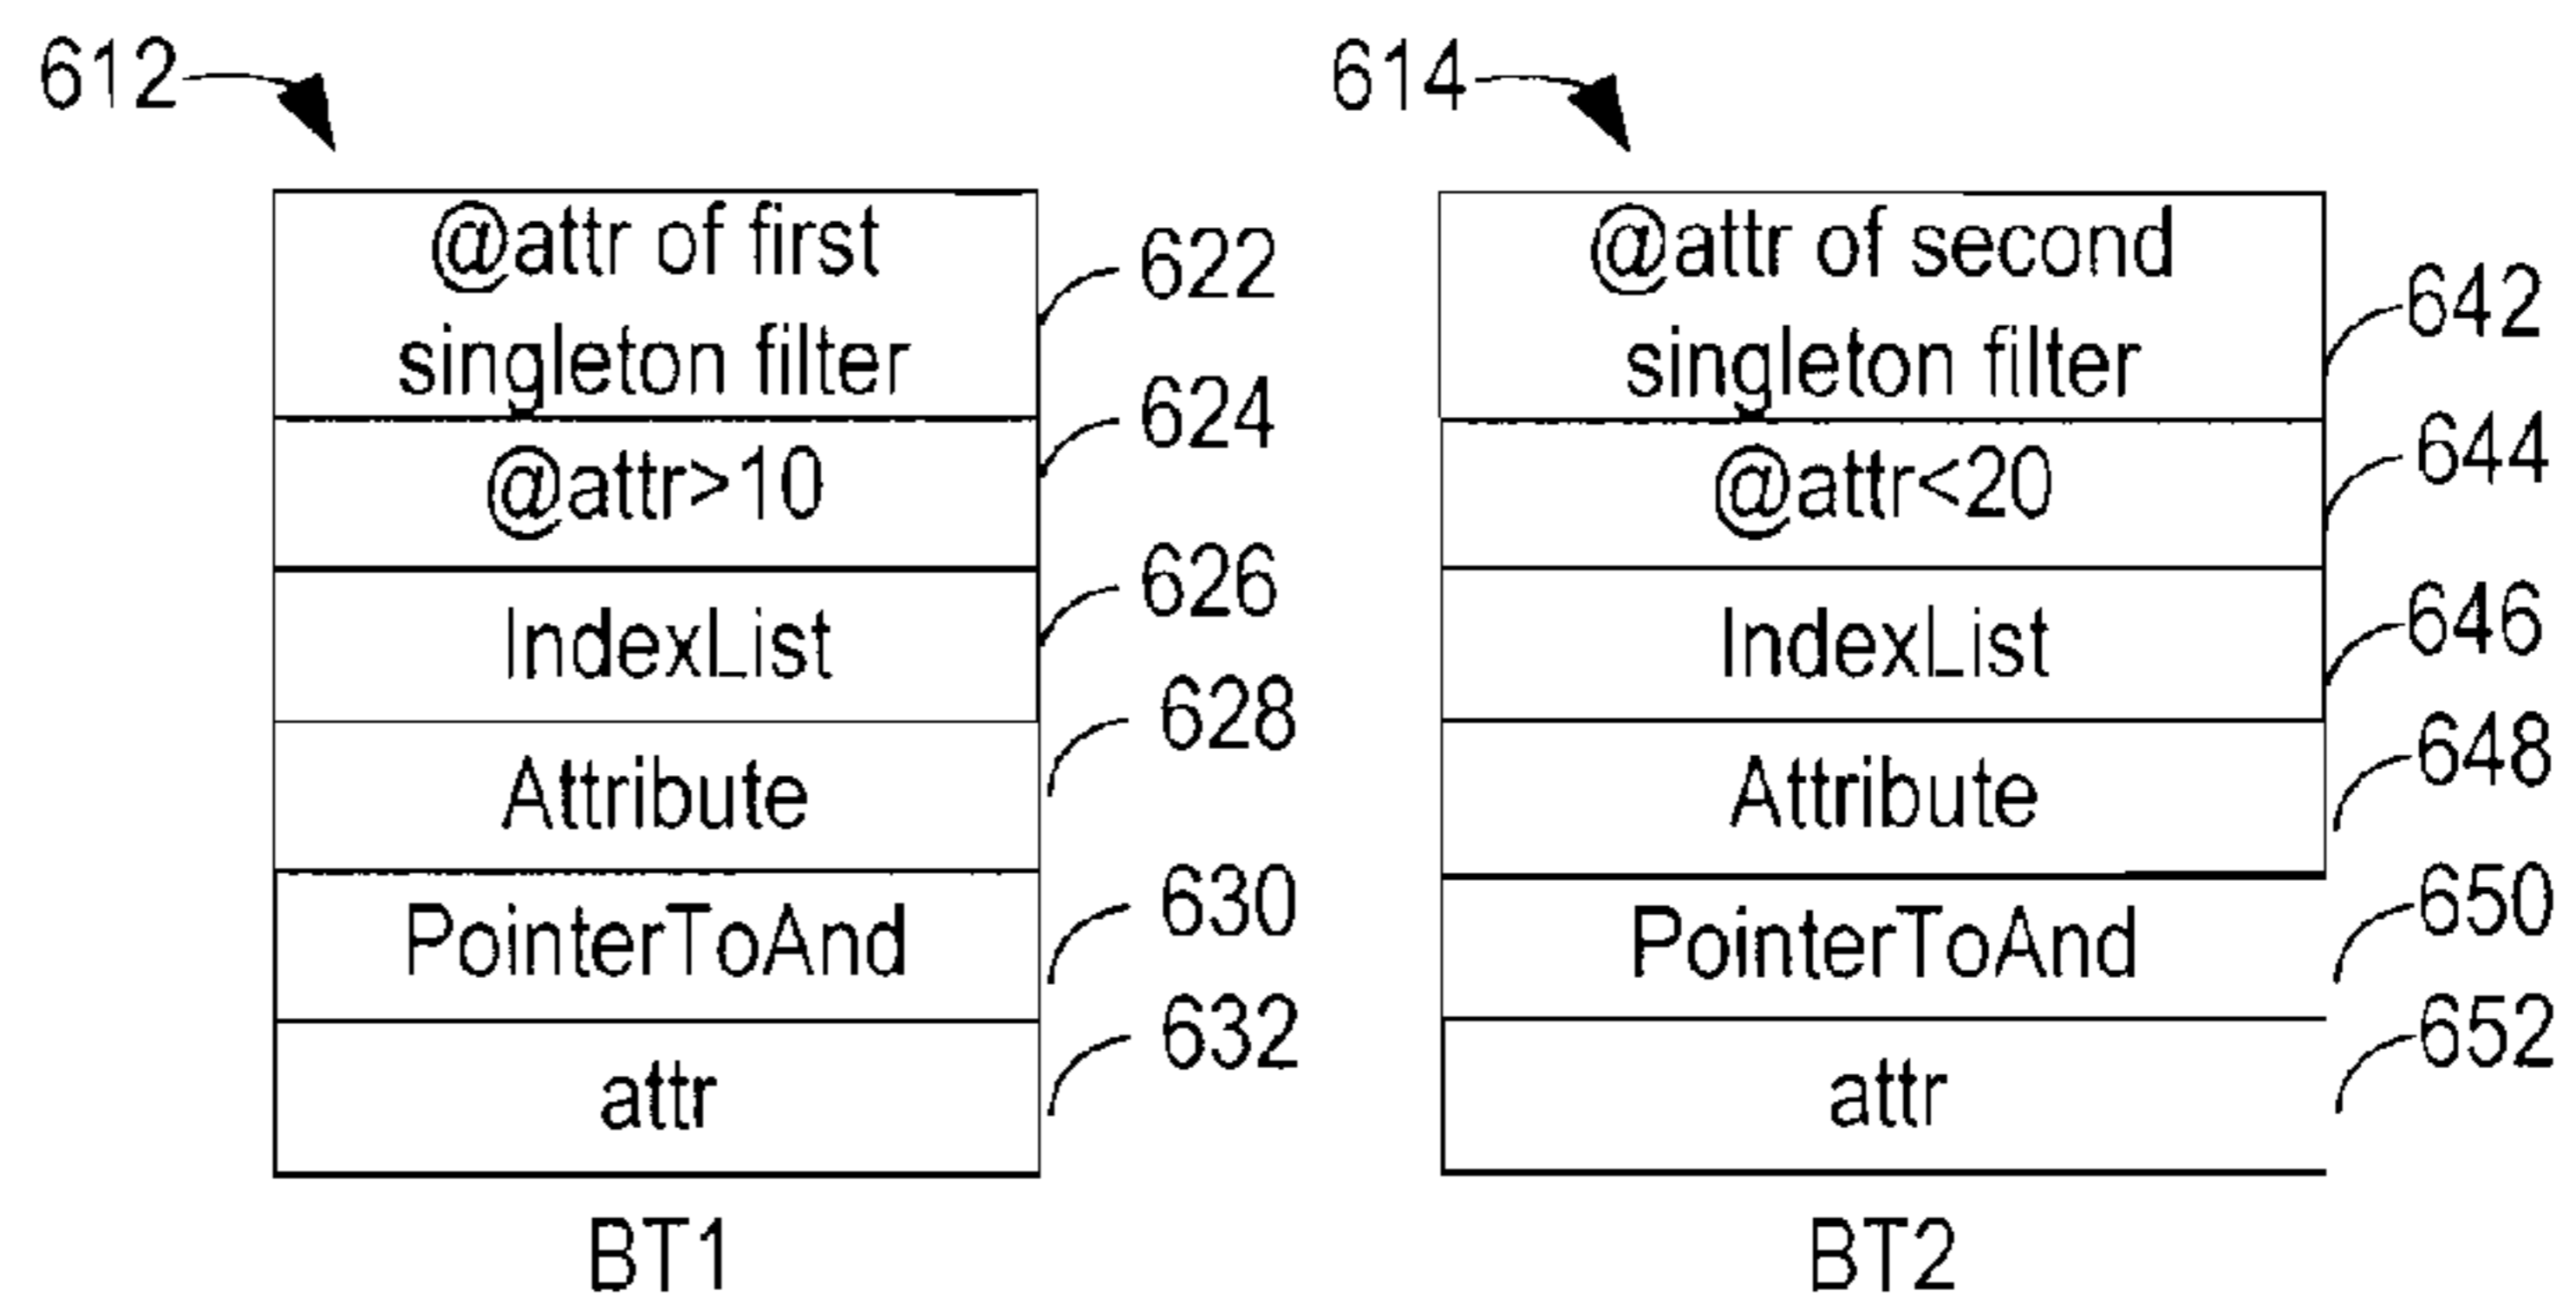 612
@attr of first
singleton filter
622
@attr>10
624
IndexList
626
Attribute
628
PointerToAnd
630
attr
632
BT1
614
@attr of second
singleton filter
642
@attr<20
644
IndexList
646
Attribute
648
PointerToAnd
650
attr
652
BT2